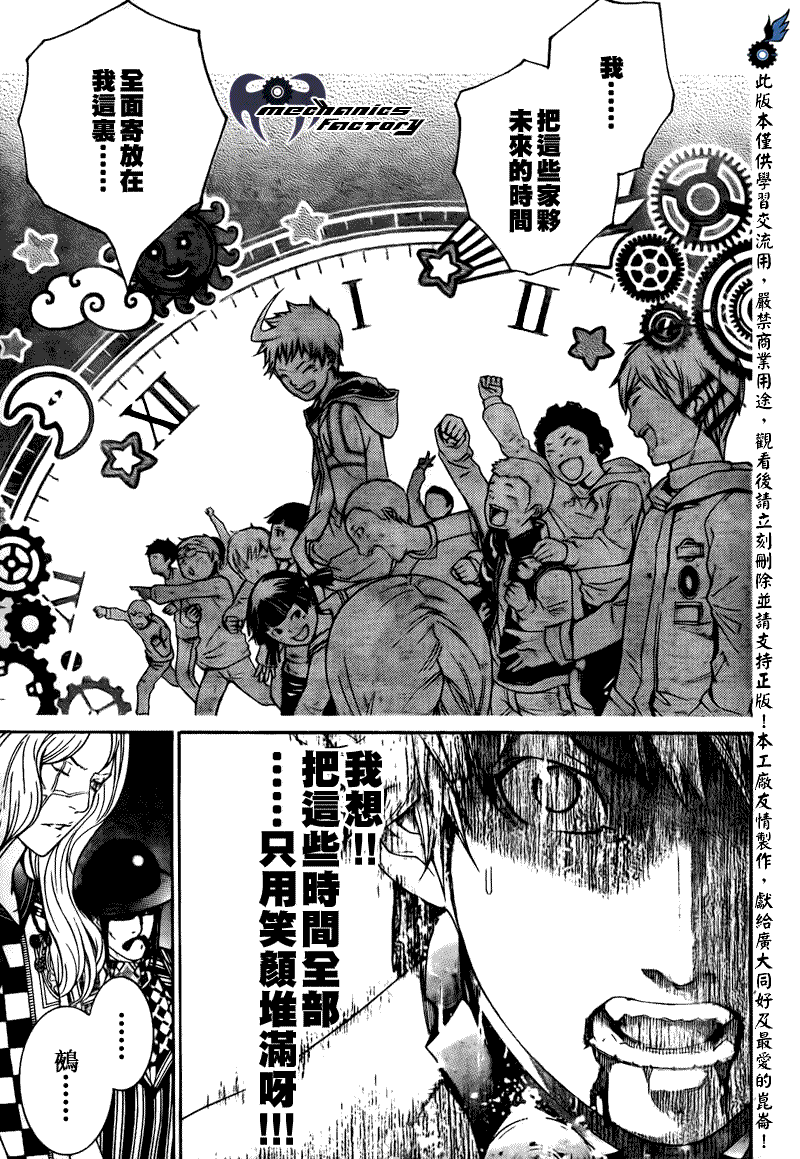 我…
把這些家夥
未來的時間
全面寄放在
我這裏……
mechanics
Factory
I
II
XII
XI
我想!!
把這些時間全部
……只用笑顏堆滿呀!!!
……
鵺……
此版本僅供學習交流用，嚴禁商業用途，觀看後請立刻刪除並請支持正版！本工廠友情製作，獻給廣大同好及最愛的崑崙！